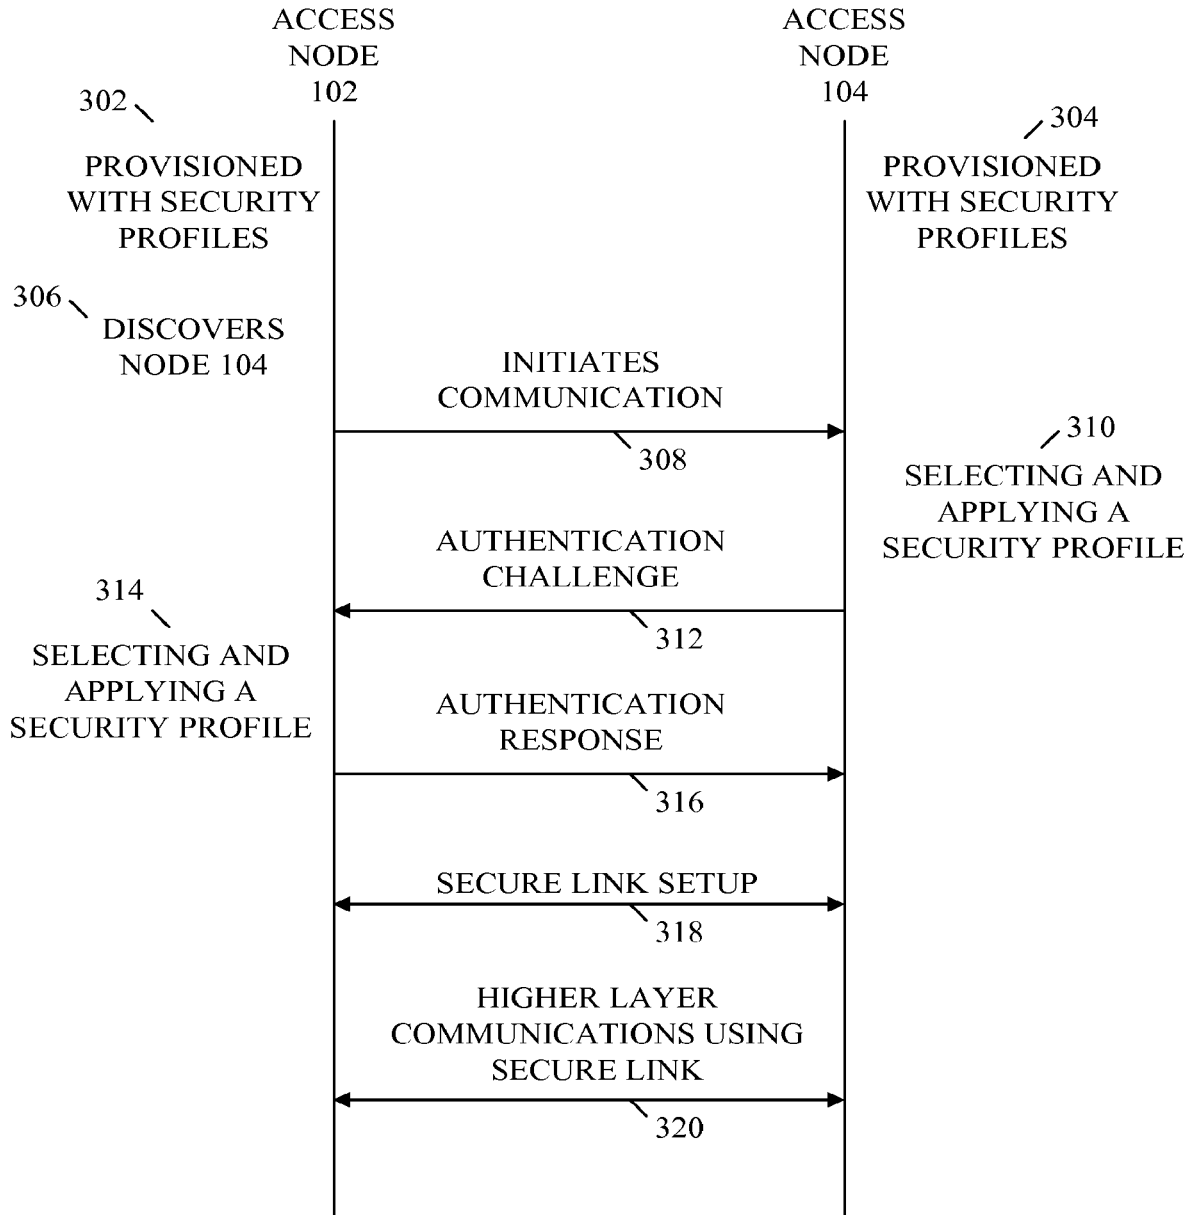 ACCESS
NODE
102
ACCESS
NODE
104
302
PROVISIONED
WITH SECURITY
PROFILES
304
PROVISIONED
WITH SECURITY
PROFILES
306
DISCOVERS
NODE 104
INITIATES
COMMUNICATION
308
310
SELECTING AND
APPLYING A
SECURITY PROFILE
AUTHENTICATION
CHALLENGE
312
314
SELECTING AND
APPLYING A
SECURITY PROFILE
AUTHENTICATION
RESPONSE
316
SECURE LINK SETUP
318
HIGHER LAYER
COMMUNICATIONS USING
SECURE LINK
320